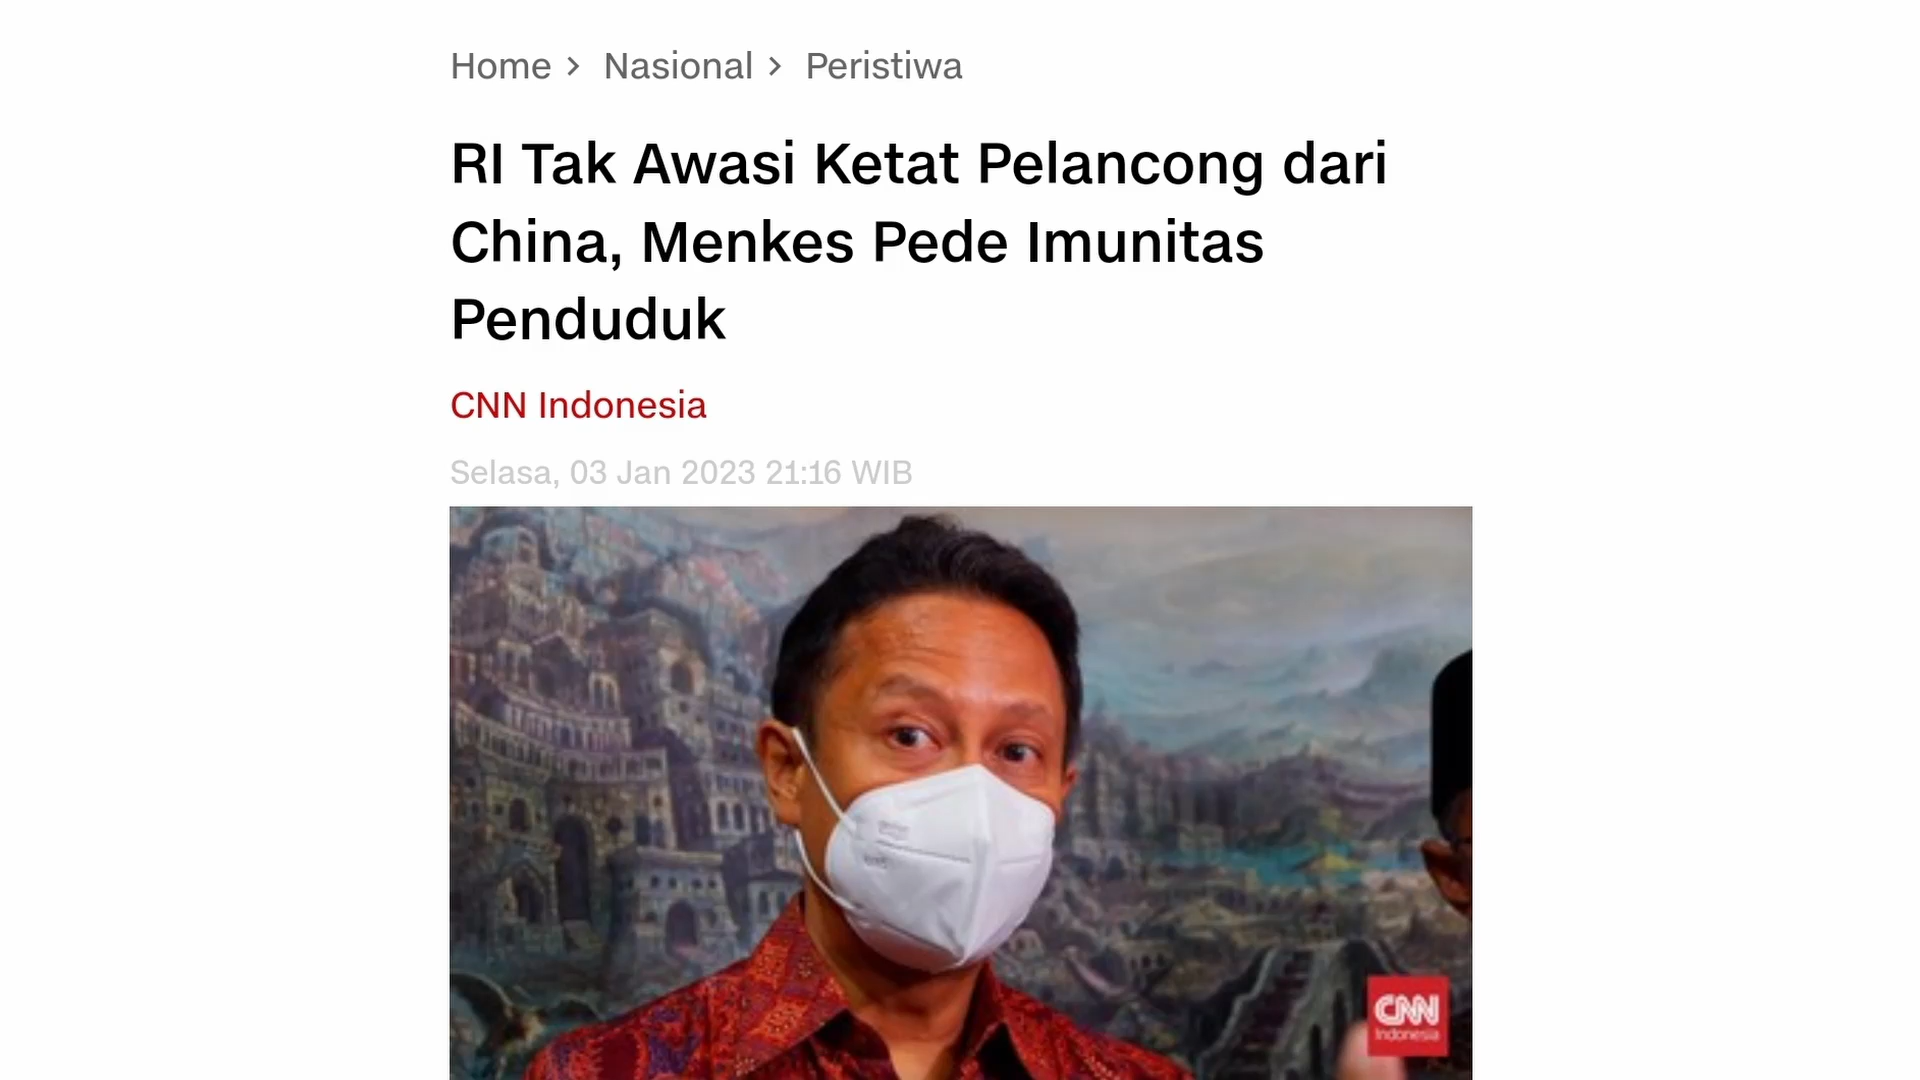 Home > Nasional > Peristiwa
RI Tak Awasi Ketat Pelancong dari
China, Menkes Pede Imunitas
Penduduk
CNN Indonesia
Selasa, 03 Jan 2023 21:16 WIB
CNN
Indonesia